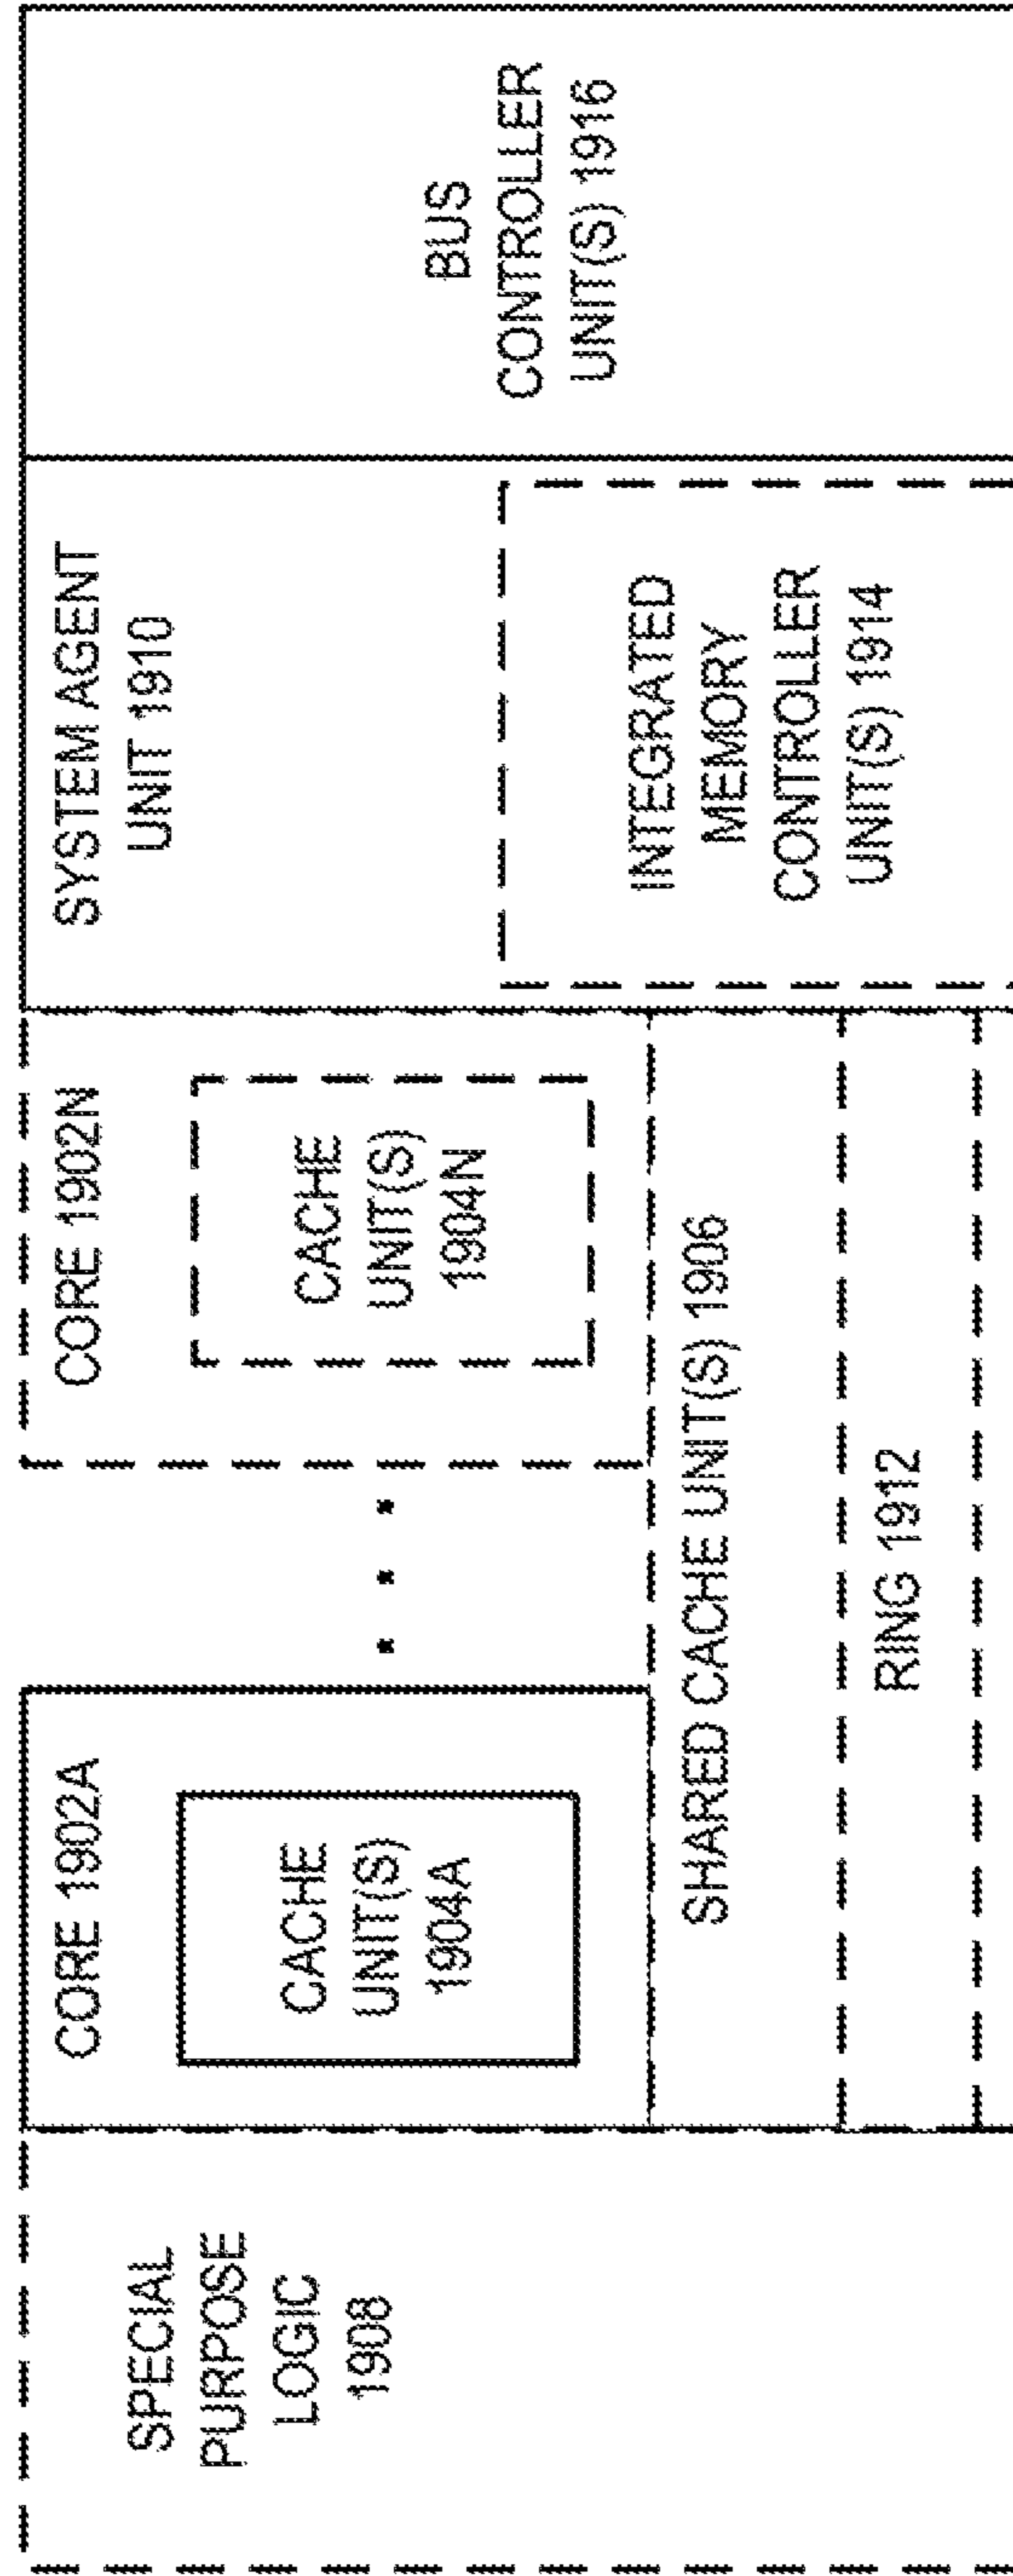 SPECIAL
PURPOSE
LOGIC
1908
CORE 1902A
CACHE
UNIT(S)
1904A
CORE 1902N
CACHE
UNIT(S)
1904N
SHARED CACHE UNIT(S) 1906
RING 1912
SYSTEM AGENT
UNIT 1910
INTEGRATED
MEMORY
CONTROLLER
UNIT(S) 1914
BUS
CONTROLLER
UNIT(S) 1916